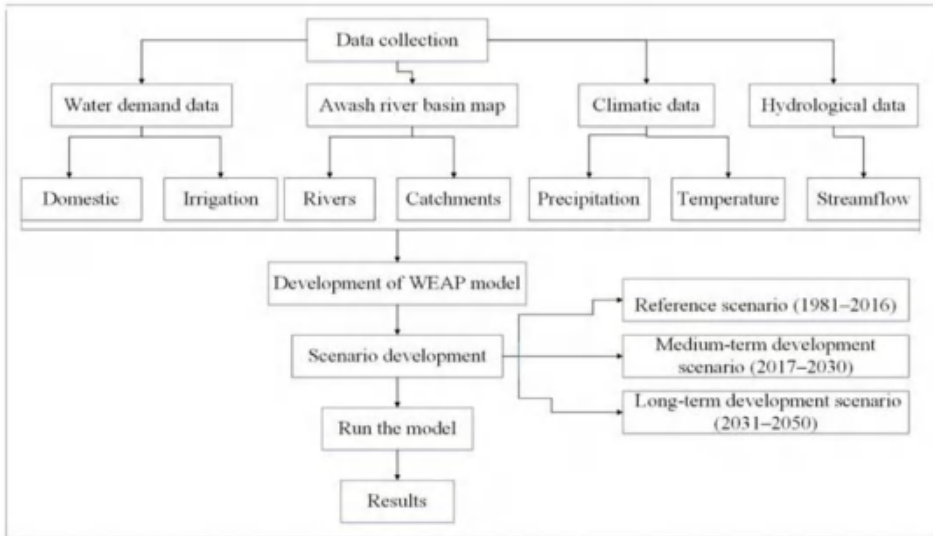 Data collection
Water demand data
Awash river basin map
Climatic data
Hydrological data
Domestic
Irrigation
Rivers
Catchments
Precipitation
Temperature
Streamflow
Development of WEAP model
Reference scenario (1981–2016)
Scenario development
Medium-term development
scenario (2017–2030)
Long-term development scenario
(2031–2050)
Run the model
Results